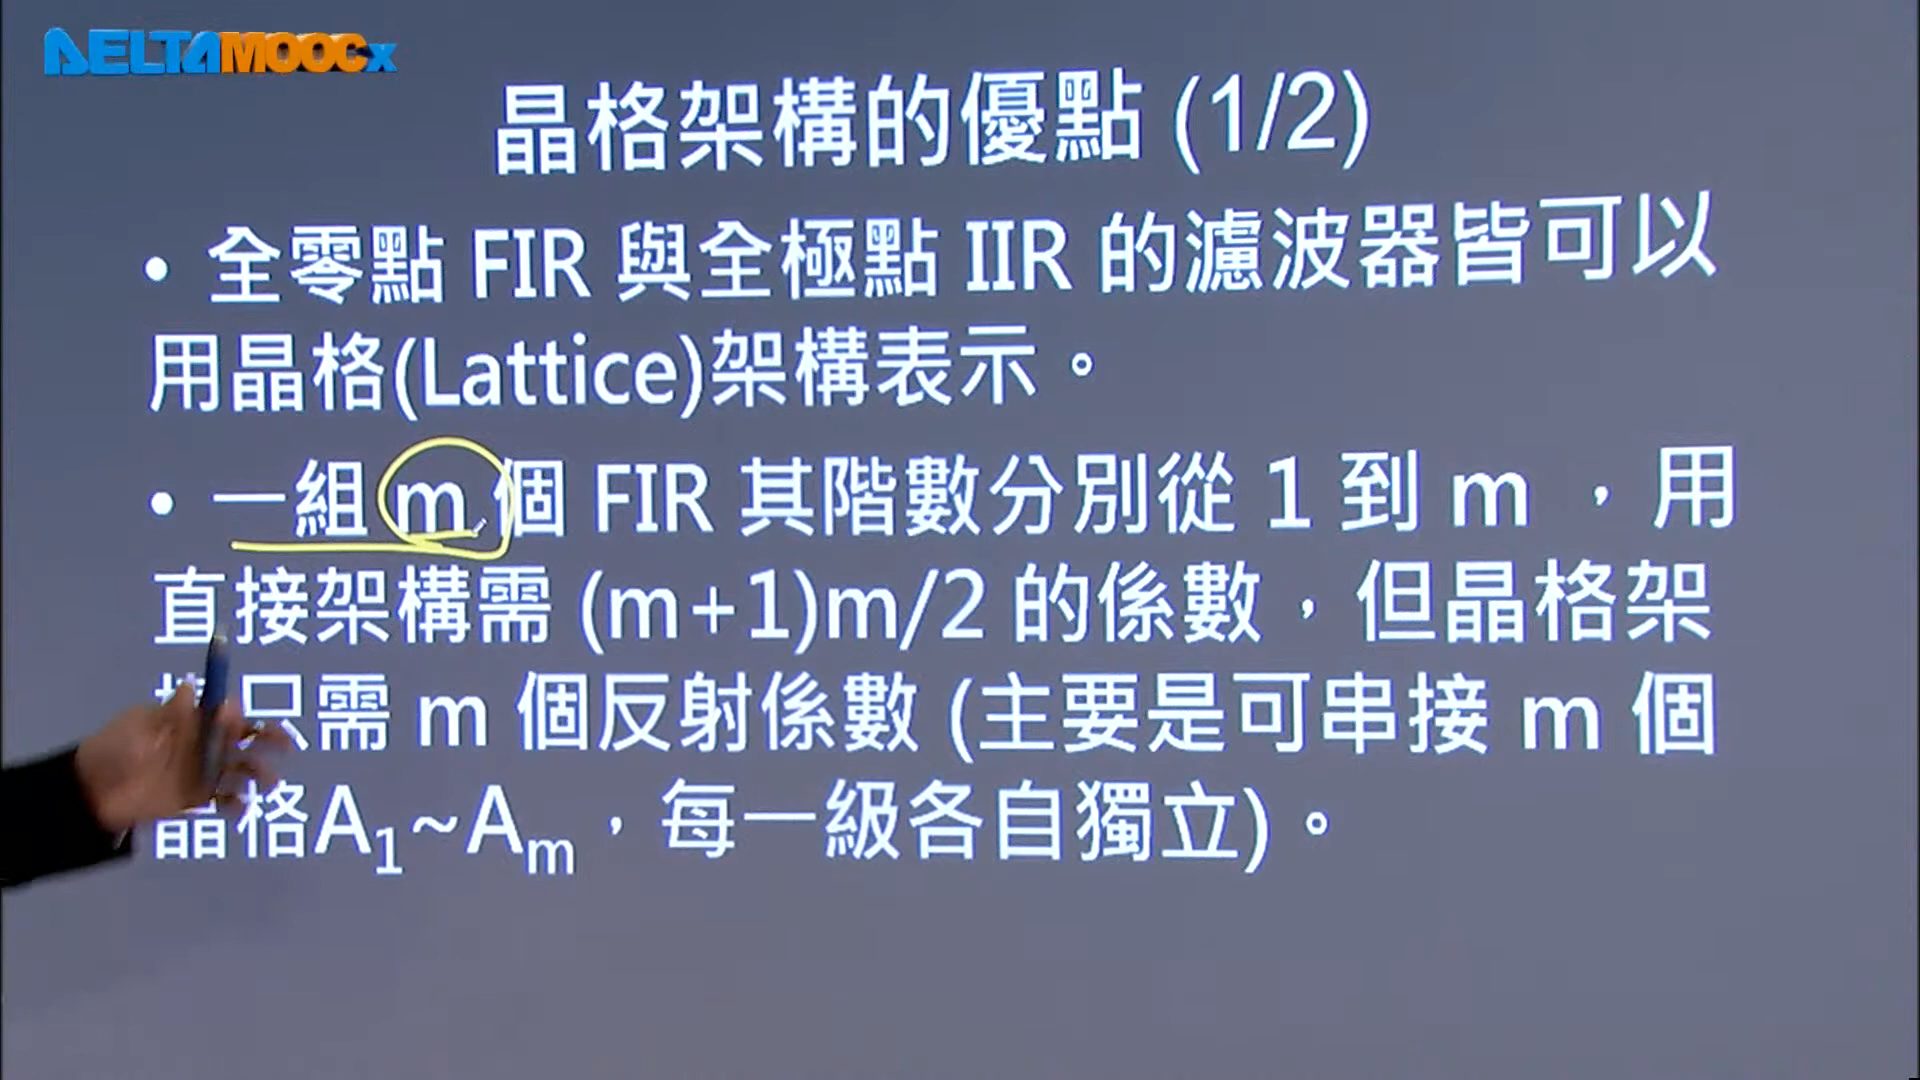 DELTAMOOCx
晶格架構的優點 (1/2)
• 全零點 FIR 與全極點 IIR 的濾波器皆可以
用晶格(Lattice)架構表示。
• 一組 m 個 FIR 其階數分別從 1 到 m ，用
直接架構需 (m+1)m/2 的係數，但晶格架
只需 m 個反射係數 (主要是可串接 m 個
晶格A₁~Aₘ，每一級各自獨立)。